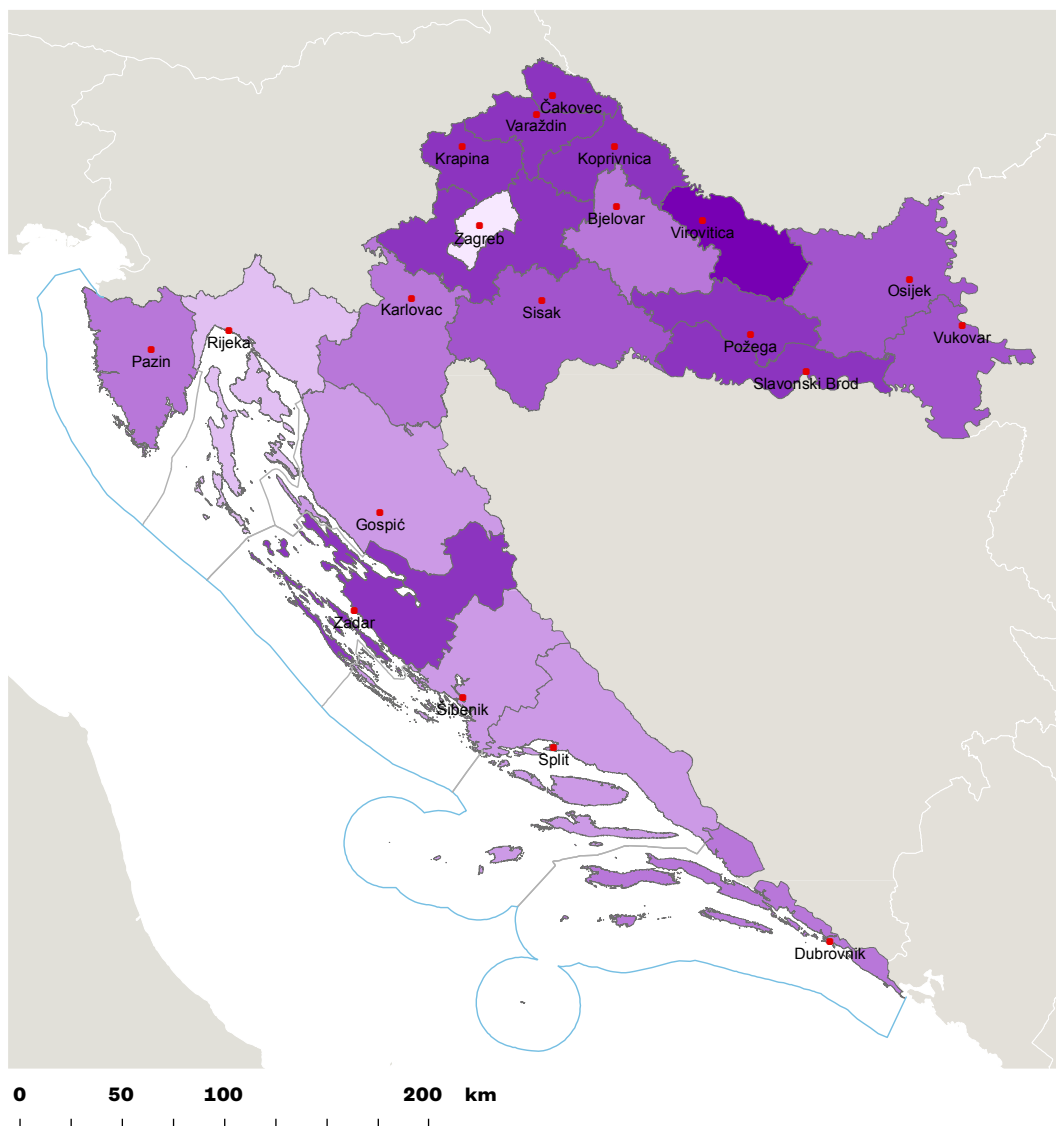 Čakovec
Varaždin
Krapina
Koprivnica
Bjelovar
Virovitica
Zagreb
Osijek
Karlovac
Sisak
Vukovar
Rijeka
Požega
Pazin
Slavonski Brod
Gospić
Zadar
Šibenik
Split
Dubrovnik
0 50 100 200 km